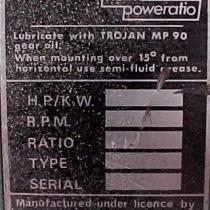 poweratio
Lubricate with TROJAN MP 90
gear oil.
When mounting over 15° from
horizontal use semi-fluid grease.
H.P./K.W.
R.P.M.
RATIO
TYPE
SERIAL
Manufactured under licence by